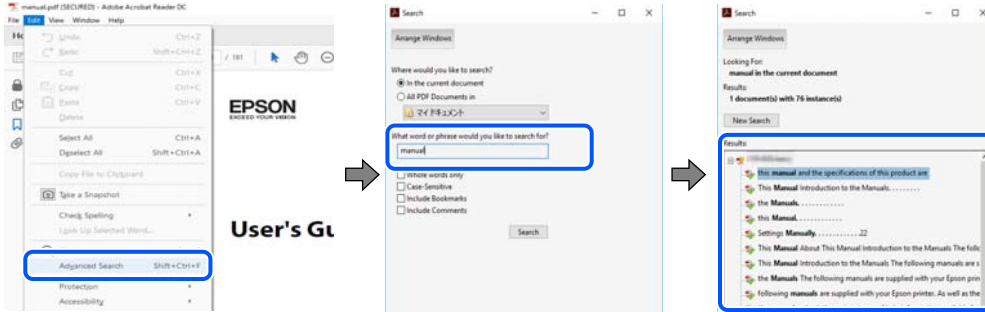 manual.pdf (SECURED) - Adobe Acrobat Reader DC
File Edit View Window Help
Undo Ctrl+Z
Redo Shift+Ctrl+Z
Cut Ctrl+X
Copy Ctrl+C
Paste Ctrl+V
Delete
Select All Ctrl+A
Deselect All Shift+Ctrl+A
Copy File to Clipboard
Take a Snapshot
Check Spelling
Look Up Selected Word...
Advanced Search Shift+Ctrl+F
Protection
Accessibility
/ 181
EPSON
EXCEED YOUR VISION
User's Gu
Search
Arrange Windows
Where would you like to search?
In the current document
All PDF Documents in
マイ ドキュメント
What word or phrase would you like to search for?
manual
Whole words only
Case-Sensitive
Include Bookmarks
Include Comments
Search
Search
Arrange Windows
Looking For:
manual in the current document
Results:
1 document(s) with 76 instance(s)
New Search
Results:
this manual and the specifications of this product are
This Manual Introduction to the Manuals. . . . . . . . .
the Manuals. . . . . . . . . . . . .
this Manual. . . . . . . . . . . . .
Settings Manually. . . . . . . . . . . . .22
This Manual About This Manual Introduction to the Manuals The follo
This Manual Introduction to the Manuals The following manuals are s
the Manuals The following manuals are supplied with your Epson prin
following manuals are supplied with your Epson printer. As well as the